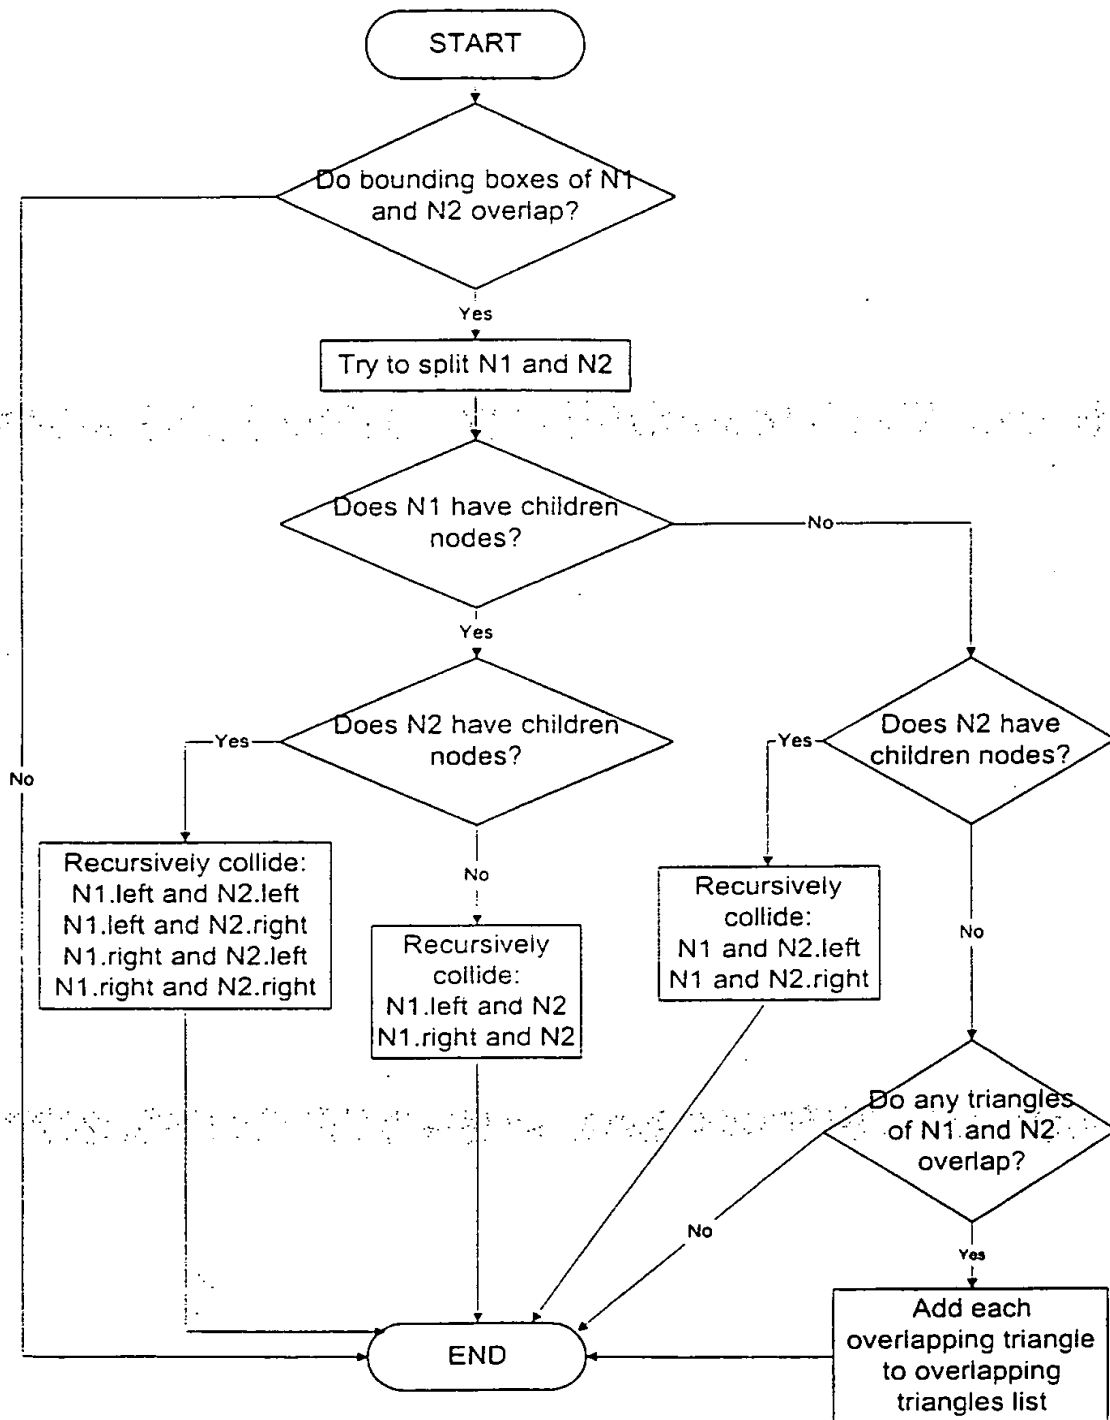 START
Do bounding boxes of N1
and N2 overlap?
Yes
Try to split N1 and N2
Does N1 have children
nodes?
No
Yes
Does N2 have children
nodes?
Yes
Does N2 have
children nodes?
Yes
No
Recursively collide:
N1.left and N2.left
N1.left and N2.right
N1.right and N2.left
N1.right and N2.right
No
Recursively
collide:
N1.left and N2
N1.right and N2
Recursively
collide:
N1 and N2.left
N1 and N2.right
No
Do any triangles
of N1 and N2
overlap?
No
Yes
Add each
overlapping triangle
to overlapping
triangles list
END